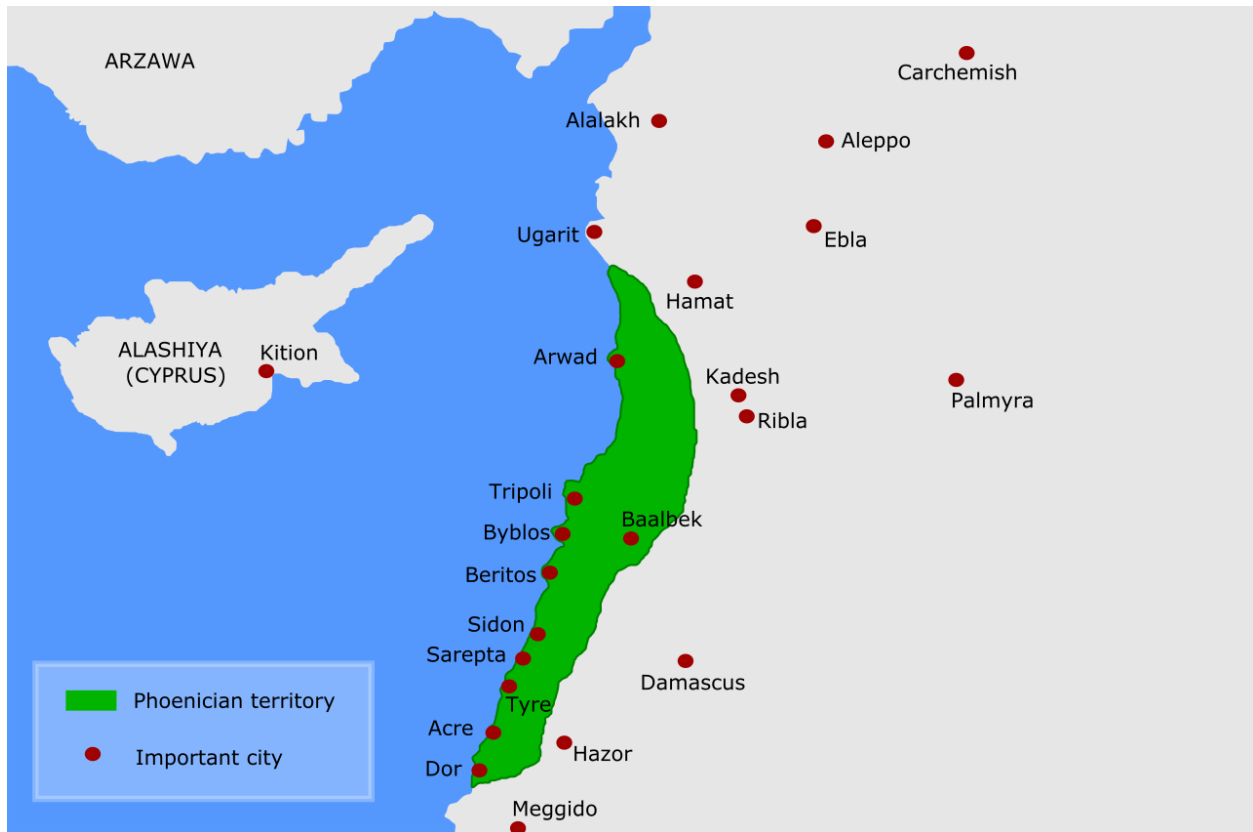 ARZAWA
Carchemish
Alalakh
Aleppo
Ugarit
Ebla
Hamat
ALASHIYA
(CYPRUS)
Kition
Arwad
Kadesh
Ribla
Palmyra
Tripoli
Byblos
Baalbek
Beritos
Sidon
Sarepta
Damascus
Tyre
Acre
Hazor
Dor
Meggido
Phoenician territory
Important city